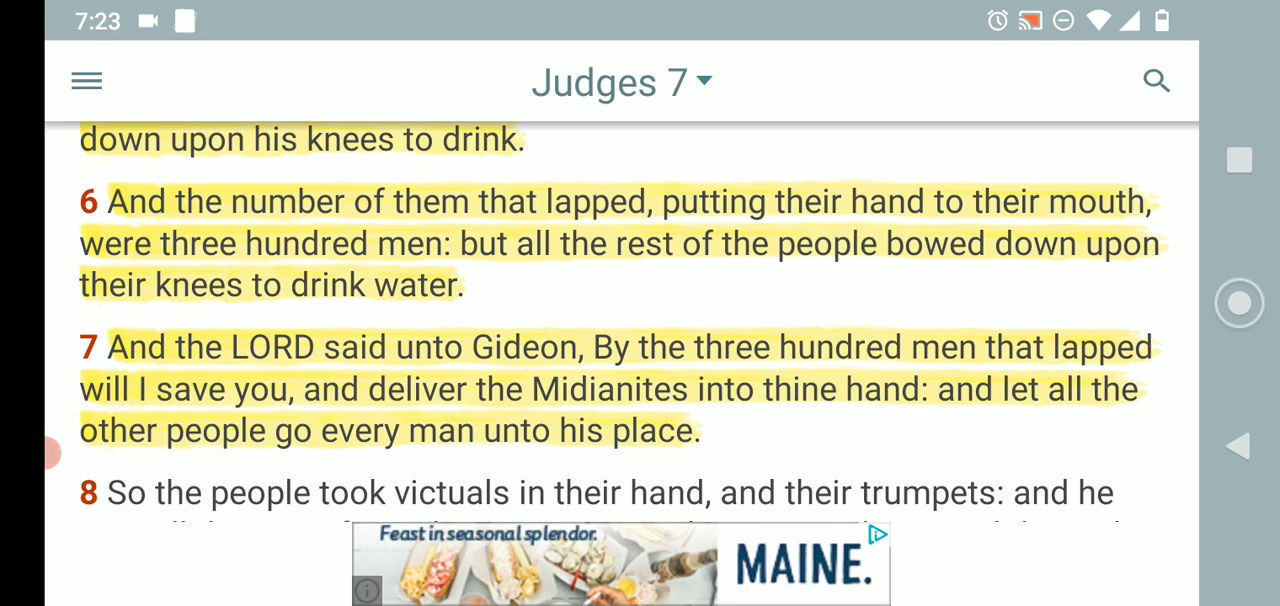 7:23
Judges 7
down upon his knees to drink.
6 And the number of them that lapped, putting their hand to their mouth,
were three hundred men: but all the rest of the people bowed down upon
their knees to drink water.
7 And the LORD said unto Gideon, By the three hundred men that lapped
will I save you, and deliver the Midianites into thine hand: and let all the
other people go every man unto his place.
8 So the people took victuals in their hand, and their trumpets: and he
Feast in seasonal splendor.
MAINE.